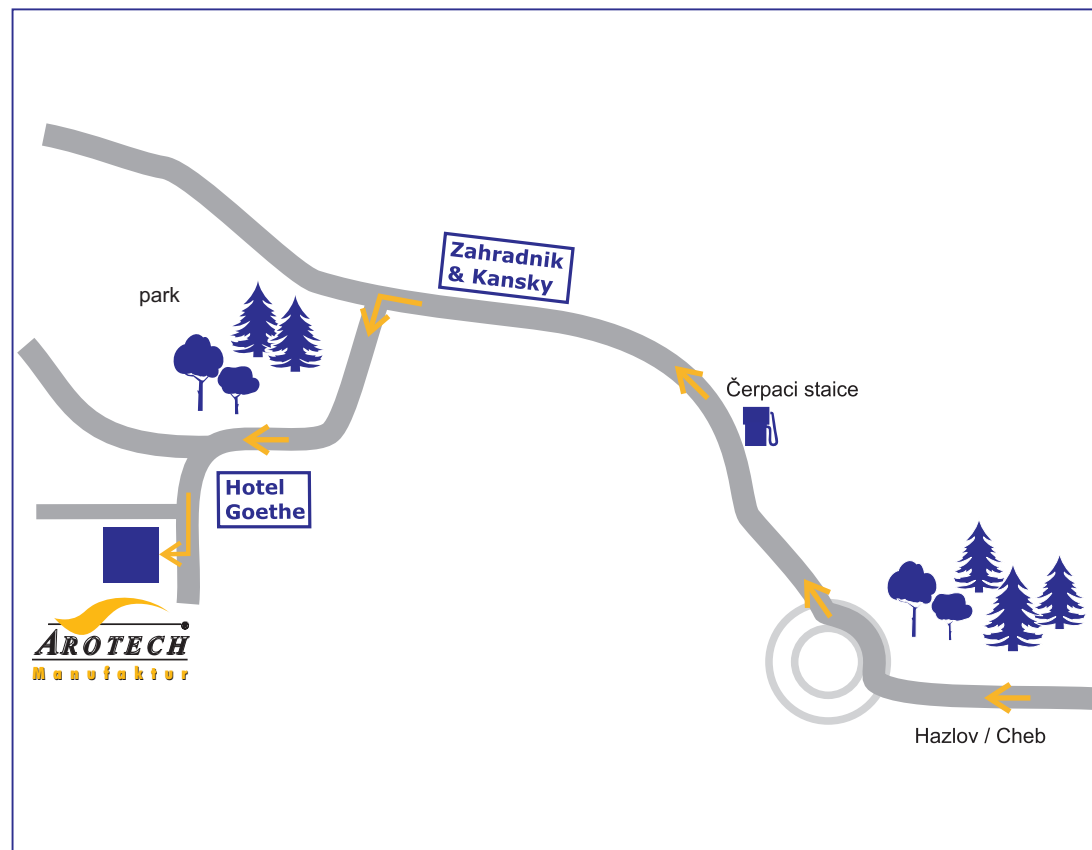 Zahradnik
& Kansky
park
Čerpaci staice
Hotel
Goethe
AROTECH®
Manufaktur
Hazlov / Cheb